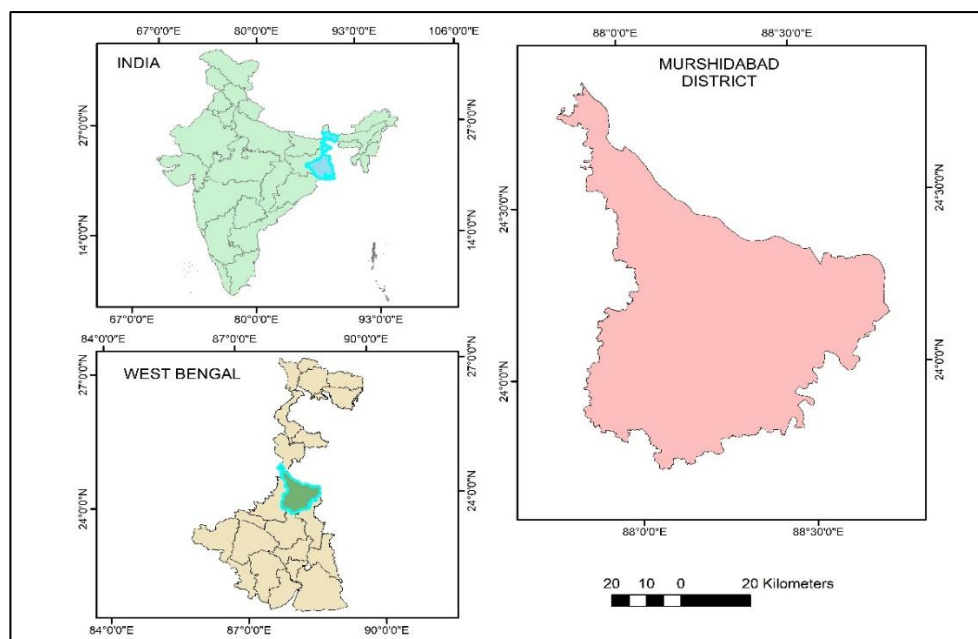 67°0'0"E 80°0'0"E 93°0'0"E 106°0'0"E
INDIA
27°0'0"N 27°0'0"N
14°0'0"N 14°0'0"N
67°0'0"E 80°0'0"E 93°0'0"E
84°0'0"E 87°0'0"E 90°0'0"E
WEST BENGAL
27°0'0"N 27°0'0"N
24°0'0"N 24°0'0"N
84°0'0"E 87°0'0"E 90°0'0"E
88°0'0"E 88°30'0"E
MURSHIDABAD
DISTRICT
24°30'0"N 24°30'0"N
24°0'0"N 24°0'0"N
88°0'0"E 88°30'0"E
20 10 0 20 Kilometers